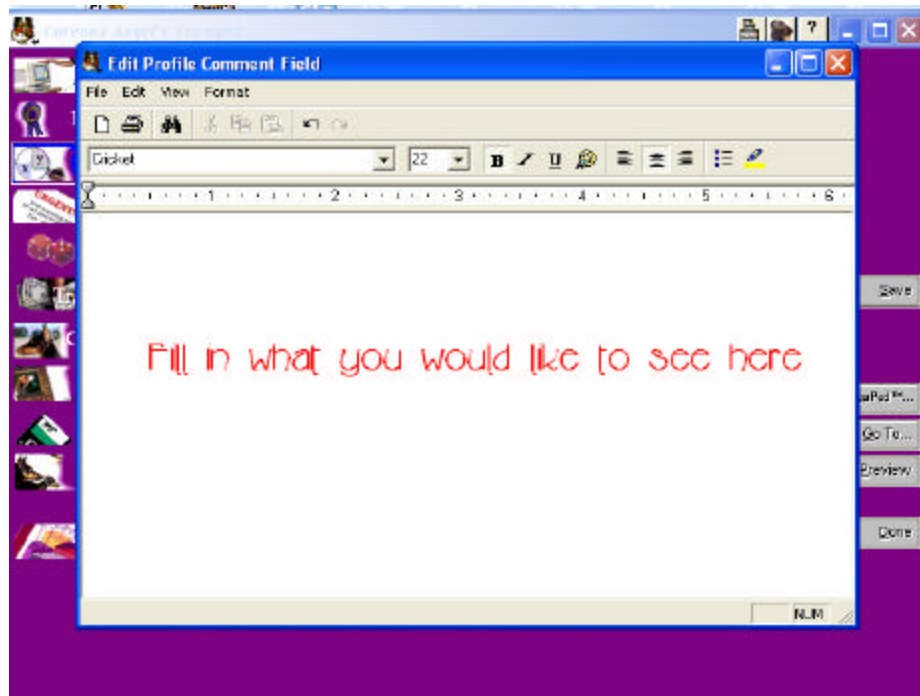 ?
Edit Profile Comment Field
File Edit View Format
Cricket 22 B U
1 2 3 4 5 6
Save
Fill in what you would like to see here
Go To...
Preview
Done
NUM